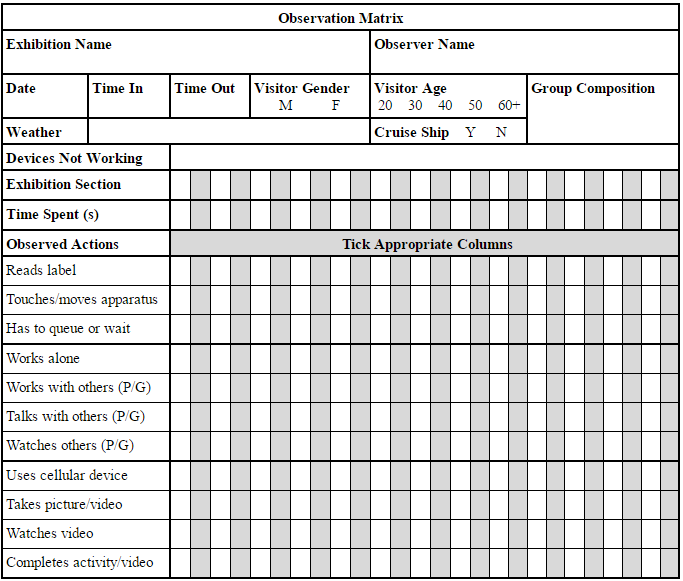 Observation Matrix
Exhibition Name
Observer Name
Date
Time In
Time Out
Visitor Gender
M F
Visitor Age
20 30 40 50 60+
Group Composition
Weather
Cruise Ship Y N
Devices Not Working
Exhibition Section
Time Spent (s)
Observed Actions
Tick Appropriate Columns
Reads label
Touches/moves apparatus
Has to queue or wait
Works alone
Works with others (P/G)
Talks with others (P/G)
Watches others (P/G)
Uses cellular device
Takes picture/video
Watches video
Completes activity/video